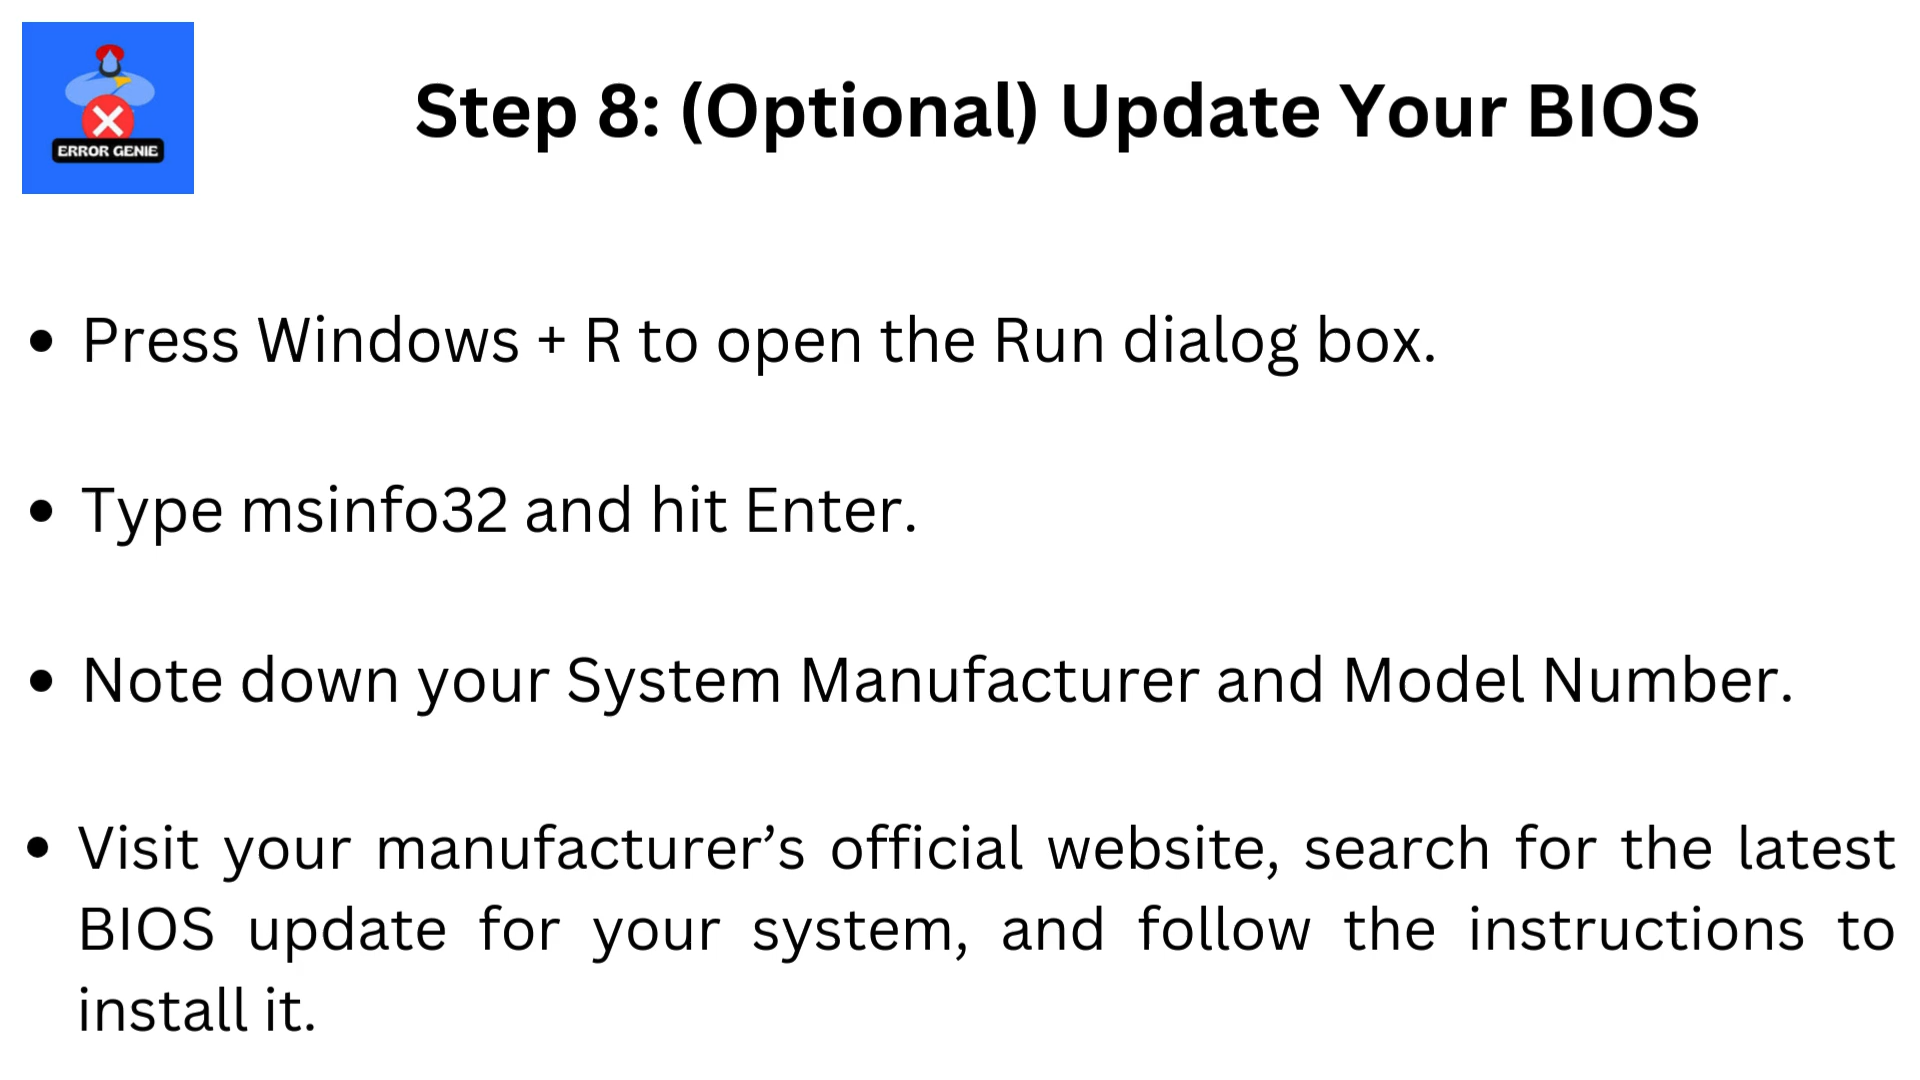 ERROR GENIE
Step 8: (Optional) Update Your BIOS
• Press Windows + R to open the Run dialog box.
• Type msinfo32 and hit Enter.
• Note down your System Manufacturer and Model Number.
• Visit your manufacturer’s official website, search for the latest
BIOS update for your system, and follow the instructions to
install it.